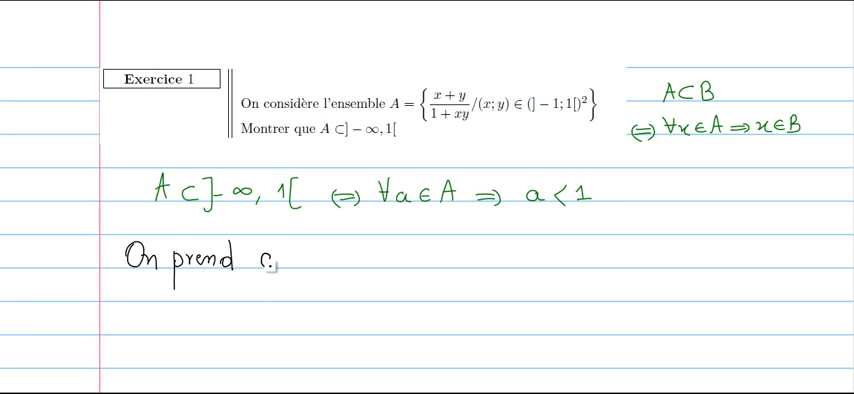 Exercice 1
On considère l'ensemble A = { x + y / 1 + xy /(x; y) ∈ (] − 1; 1[)² }
Montrer que A ⊂] − ∞, 1[
A⊂B
⇔ ∀x∈A ⇒ x∈B
A ⊂ ]-∞, 1[ ⇔ ∀a∈A ⇒ a < 1
On prend